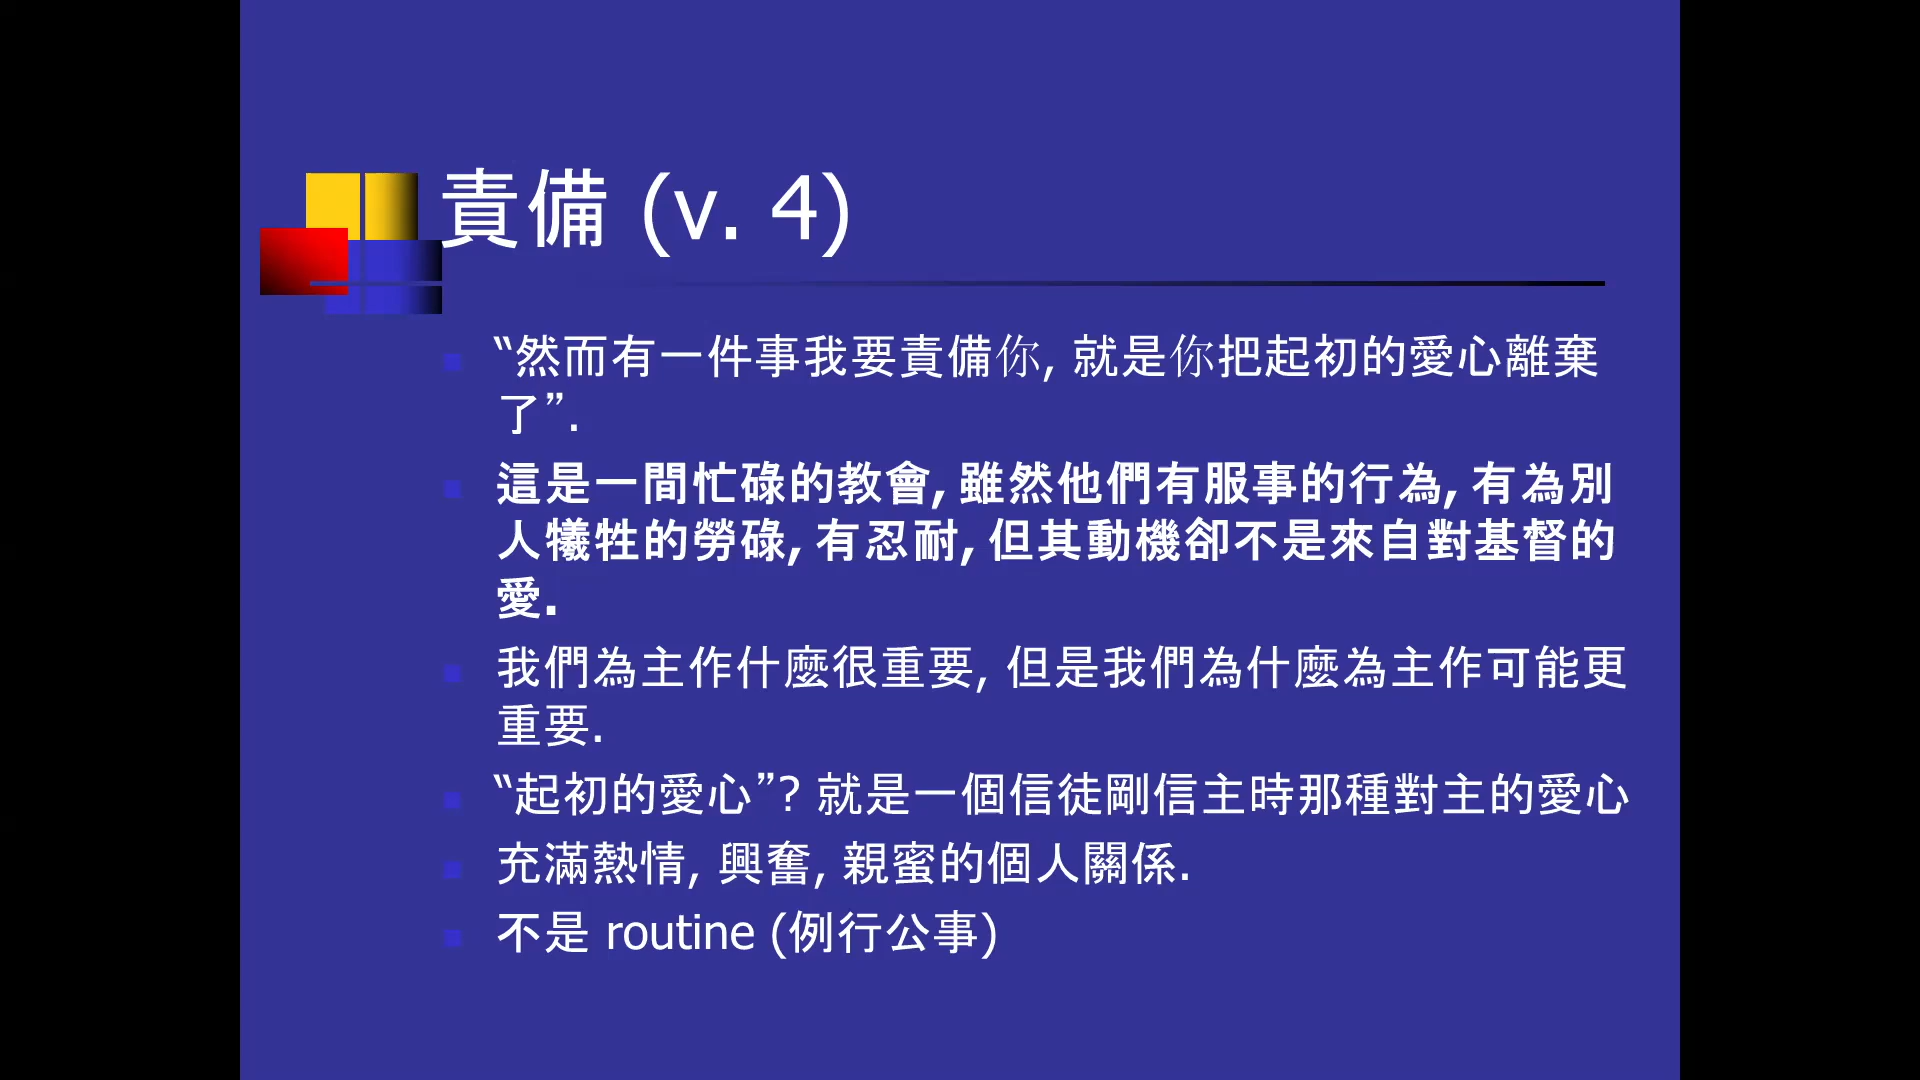 責備 (v. 4)
“然而有一件事我要責備你, 就是你把起初的愛心離棄
了”.
這是一間忙碌的教會, 雖然他們有服事的行為, 有為別
人犧牲的勞碌, 有忍耐, 但其動機卻不是來自對基督的
愛.
我們為主作什麼很重要, 但是我們為什麼為主作可能更
重要.
“起初的愛心”? 就是一個信徒剛信主時那種對主的愛心
充滿熱情, 興奮, 親蜜的個人關係.
不是 routine (例行公事)